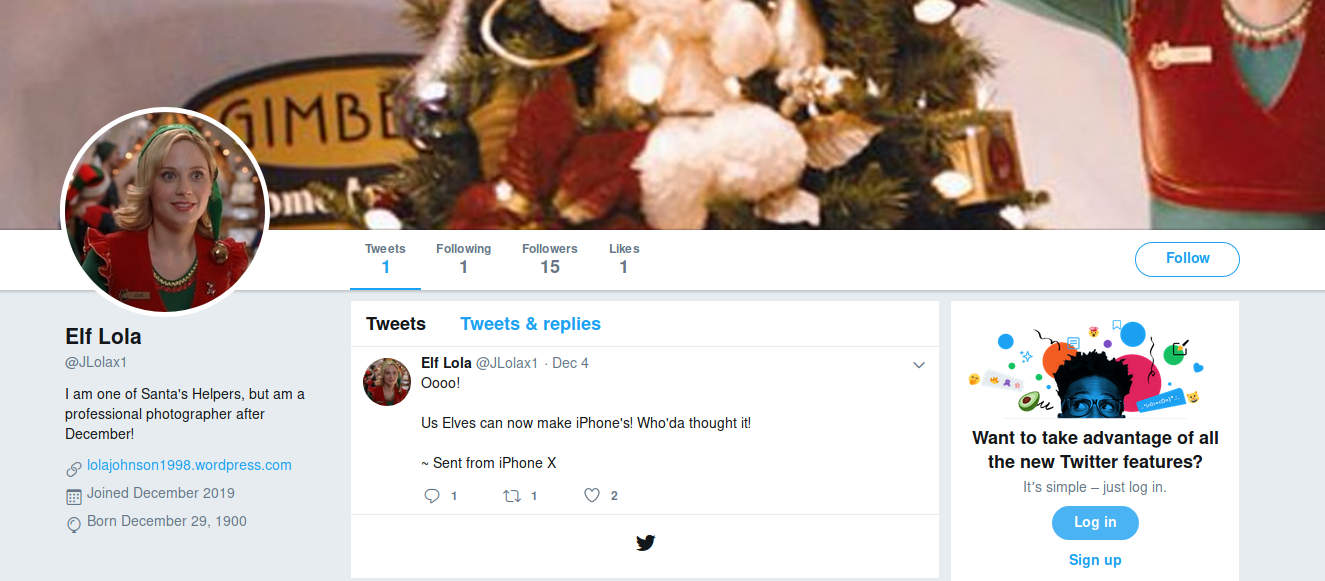 GIMBE
ome
Tweets Following Followers Likes
1 1 15 1
Follow
Elf Lola
@JLolax1
I am one of Santa's Helpers, but am a
professional photographer after
December!
lolajohnson1998.wordpress.com
Joined December 2019
Born December 29, 1900
Tweets Tweets & replies
Elf Lola @JLolax1 · Dec 4
Oooo!
Us Elves can now make iPhone's! Who'da thought it!
~ Sent from iPhone X
1 1 2
Want to take advantage of all
the new Twitter features?
It's simple – just log in.
Log in
Sign up